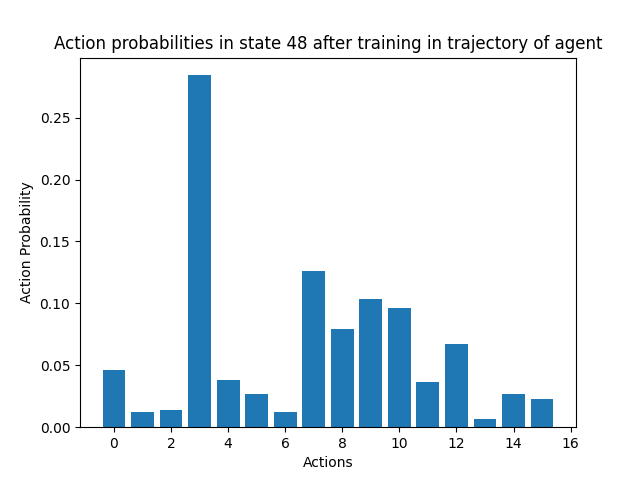 Action probabilities in state 48 after training in trajectory of agent
0.25
0.20
0.15
0.10
0.05
0.00
Action Probability
0 2 4 6 8 10 12 14 16
Actions